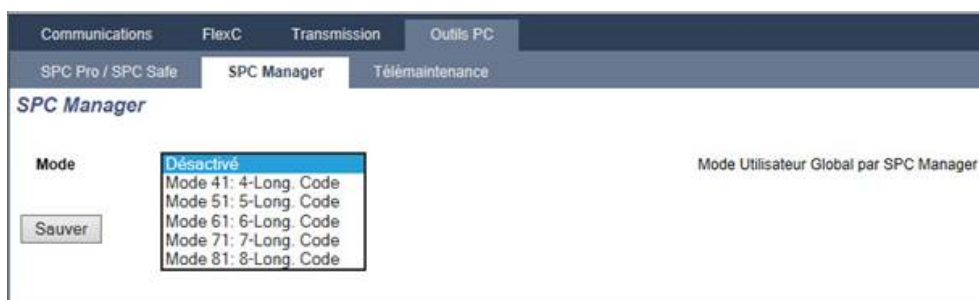 Communications FlexC Transmission Outils PC
SPC Pro / SPC Safe SPC Manager Télémaintenance
SPC Manager
Mode Désactivé Mode Utilisateur Global par SPC Manager
Mode 41: 4-Long. Code
Mode 51: 5-Long. Code
Mode 61: 6-Long. Code
Mode 71: 7-Long. Code
Mode 81: 8-Long. Code
Sauver